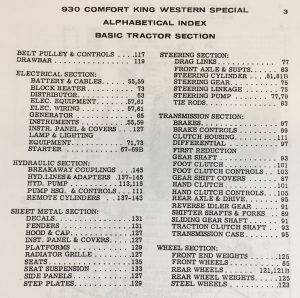 930 COMFORT KING WESTERN SPECIAL 3
ALPHABETICAL INDEX
BASIC TRACTOR SECTION
BELT PULLEY & CONTROLS ....117
DRAWBAR ................119
ELECTRICAL SECTION:
BATTERY & CABLES.....55,59
BLOCK HEATER 73
DISTRIBUTOR. 63
ELEC. EQUIPMENT......57,61
ELEC. WIRING.........57,61
GENERATOR 65
INSTRUMENTS.........55,59
INSTR. PANELS & COVERS ....127
LAMP & LIGHTING
EQUIPMENT 71,73
STARTER 67-69B
HYDRAULIC SECTION:
BREAKAWAY COUPLINGS ...145
HYD. LINES & ADAPTERS .137-145
HYD. PUMP............113,115
PUMP BRG. & CONTROLS ...111
REMOTE CYLINDERS ....137-143
SHEET METAL SECTION:
DECALS 131
FENDERS 131
HOOD & CAP 127
INST. PANEL & COVERS....127
PLATFORMS 129
RADIATOR GRILLE 127
SEATS 135
SEAT SUSPENSION 133
SIDE PANELS 127
STEP PLATES 129
STEERING SECTION:
DRAG LINKS 77
FRONT AXLE & SUPTS. 83
STEERING CYLINDER ....81,81B
STEERING GEAR 75
STEERING LINKAGE 75
STEERING PUMP .......77,79
TIE RODS 83
TRANSMISSION SECTION:
BRAKES. 97
BRAKE CONTROLS 99
CLUTCH HOUSING. 111
DIFFERENTIAL 97
FIRST REDUCTION
GEAR SHAFT 93
FOOT CLUTCH 101
FOOT CLUTCH CONTROLS . 103
GEAR SHIFT COVERS 87
HAND CLUTCH 101
HAND CLUTCH CONTROLS. .105
REAR AXLE & DRIVE 95
REVERSE IDLER GEAR 91
SHIFTER SHAFTS & FORKS 89
SLIDING GEAR SHAFT 91
TRACTION CLUTCH SHAFT 93
TRANSMISSION CASE 95
WHEEL SECTION:
FRONT END WEIGHTS 125
FRONT WHEELS 85
REAR WHEELS 121,121B
REAR WHEEL WEIGHTS. 125
STEEL WHEELS 123